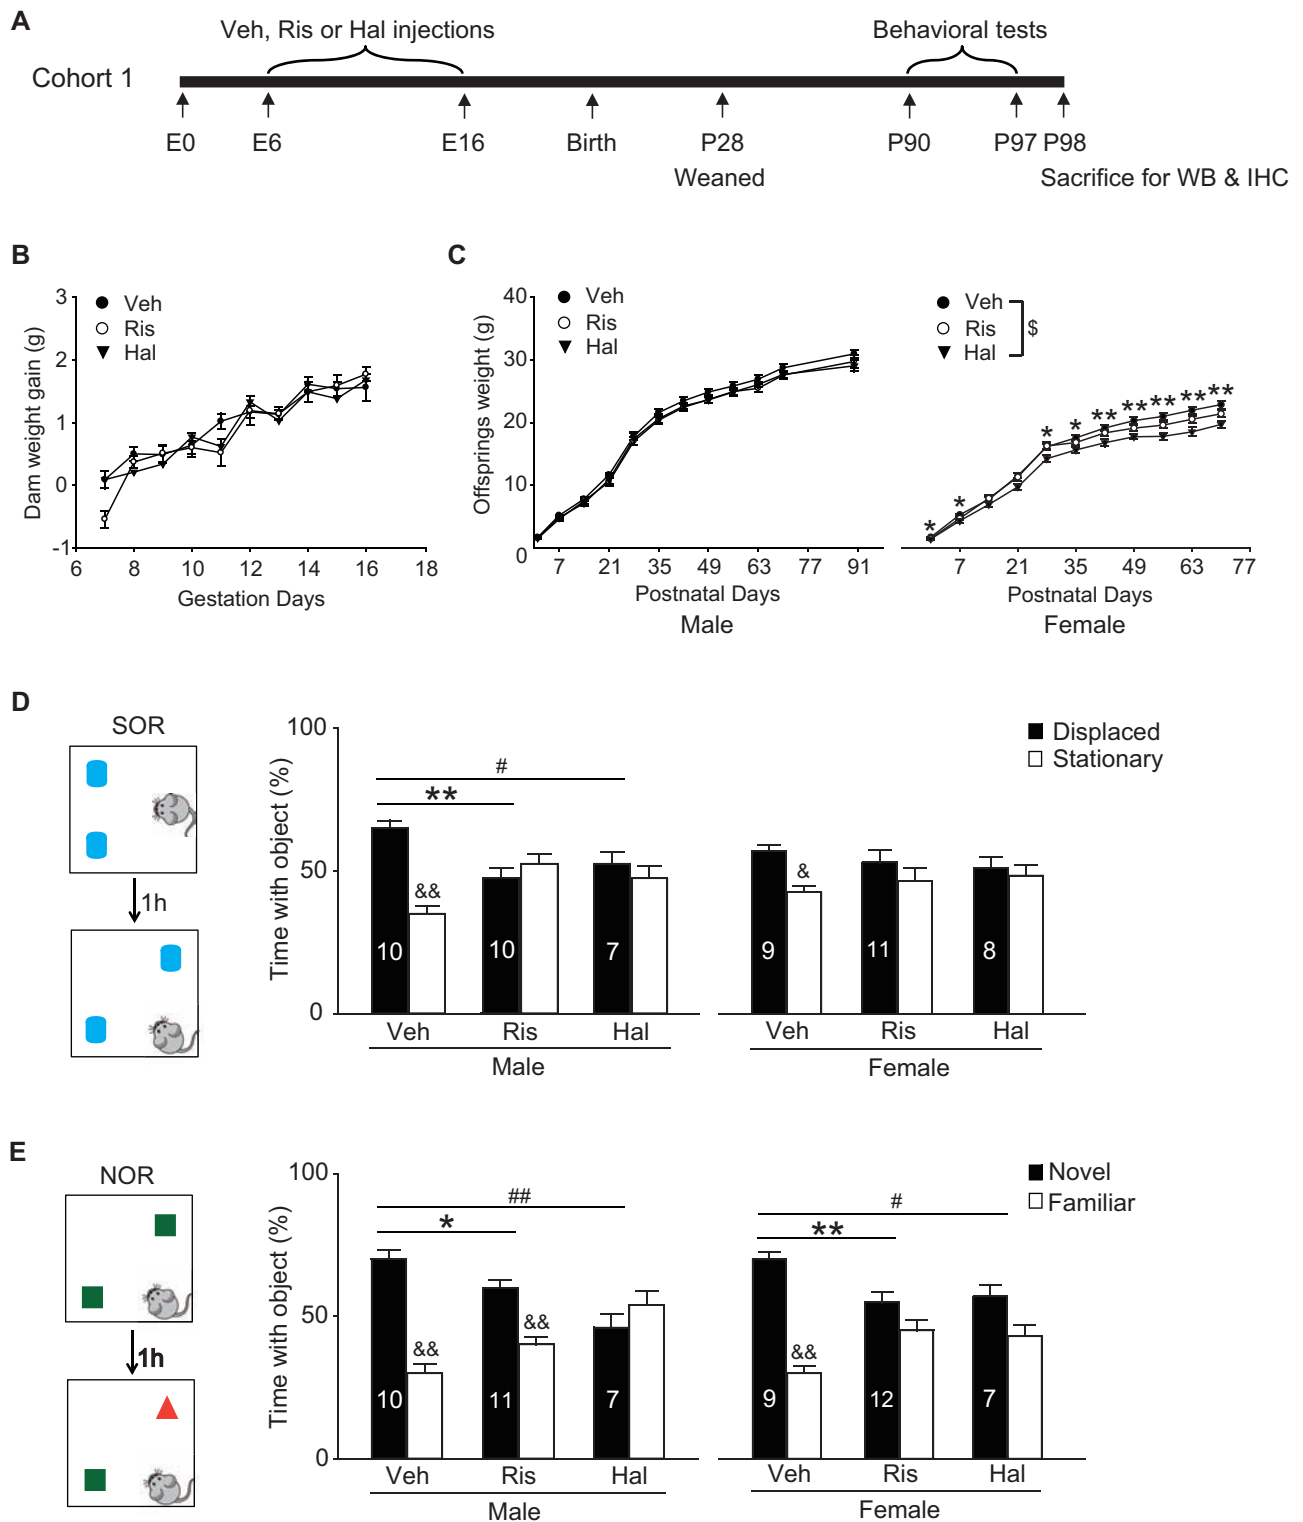 A
Veh, Ris or Hal injections
Behavioral tests
Cohort 1
E0 E6 E16 Birth P28 P90 P97 P98
Weaned
Sacrifice for WB & IHC
B
Veh
Ris
Hal
Dam weight gain (g)
3
2
1
0
-1
6 8 10 12 14 16 18
Gestation Days
C
Veh
Ris
Hal
Offsprings weight (g)
40
30
20
10
0
7 21 35 49 63 77 91
Postnatal Days
Male
Veh
Ris
Hal
$
* * * * ** ** ** ** **
7 21 35 49 63 77
Postnatal Days
Female
D
SOR
1h
Time with object (%)
100
50
0
Displaced
Stationary
#
**
&&
&
10 10 7 9 11 8
Veh Ris Hal Veh Ris Hal
Male Female
E
NOR
1h
Time with object (%)
100
50
0
Novel
Familiar
##
*
#
**
&& && &&
10 11 7 9 12 7
Veh Ris Hal Veh Ris Hal
Male Female